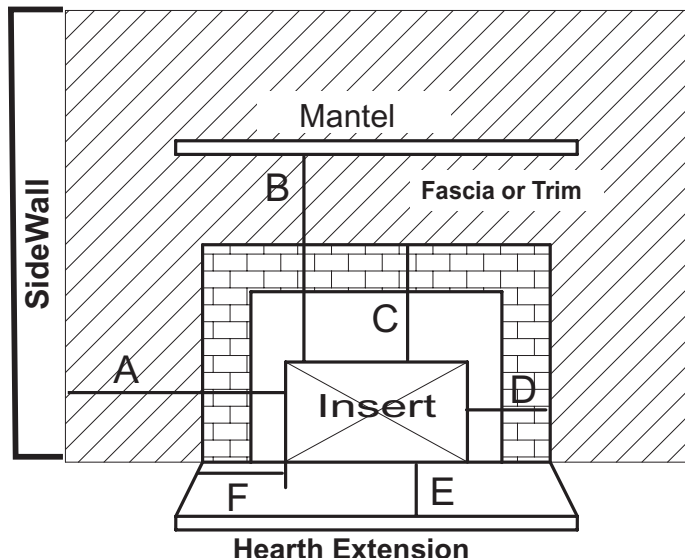 Mantel
B
Fascia or Trim
SideWall
C
A
D
Insert
F
E
Hearth Extension